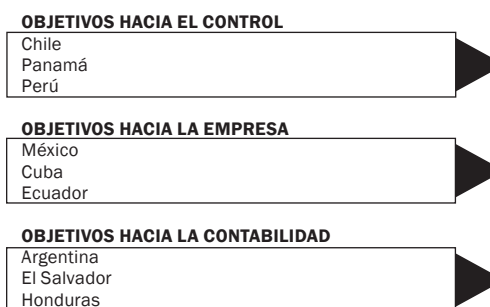 OBJETIVOS HACIA EL CONTROL
Chile
Panamá
Perú
OBJETIVOS HACIA LA EMPRESA
México
Cuba
Ecuador
OBJETIVOS HACIA LA CONTABILIDAD
Argentina
El Salvador
Honduras